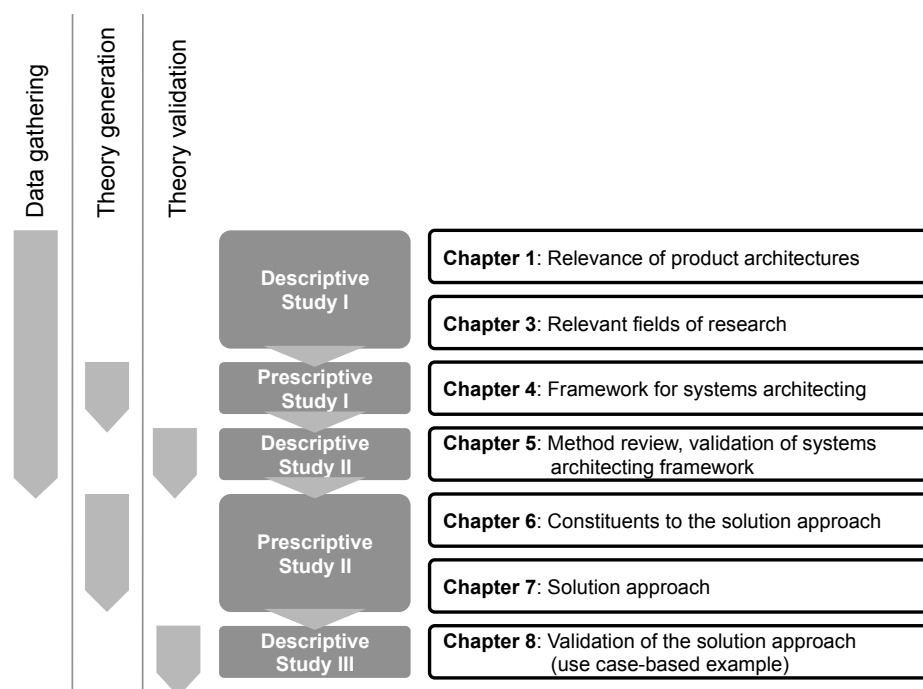 Data gathering
Theory generation
Theory validation
Descriptive
Study I
Chapter 1: Relevance of product architectures
Chapter 3: Relevant fields of research
Prescriptive
Study I
Chapter 4: Framework for systems architecting
Descriptive
Study II
Chapter 5: Method review, validation of systems
architecting framework
Prescriptive
Study II
Chapter 6: Constituents to the solution approach
Chapter 7: Solution approach
Descriptive
Study III
Chapter 8: Validation of the solution approach
(use case-based example)